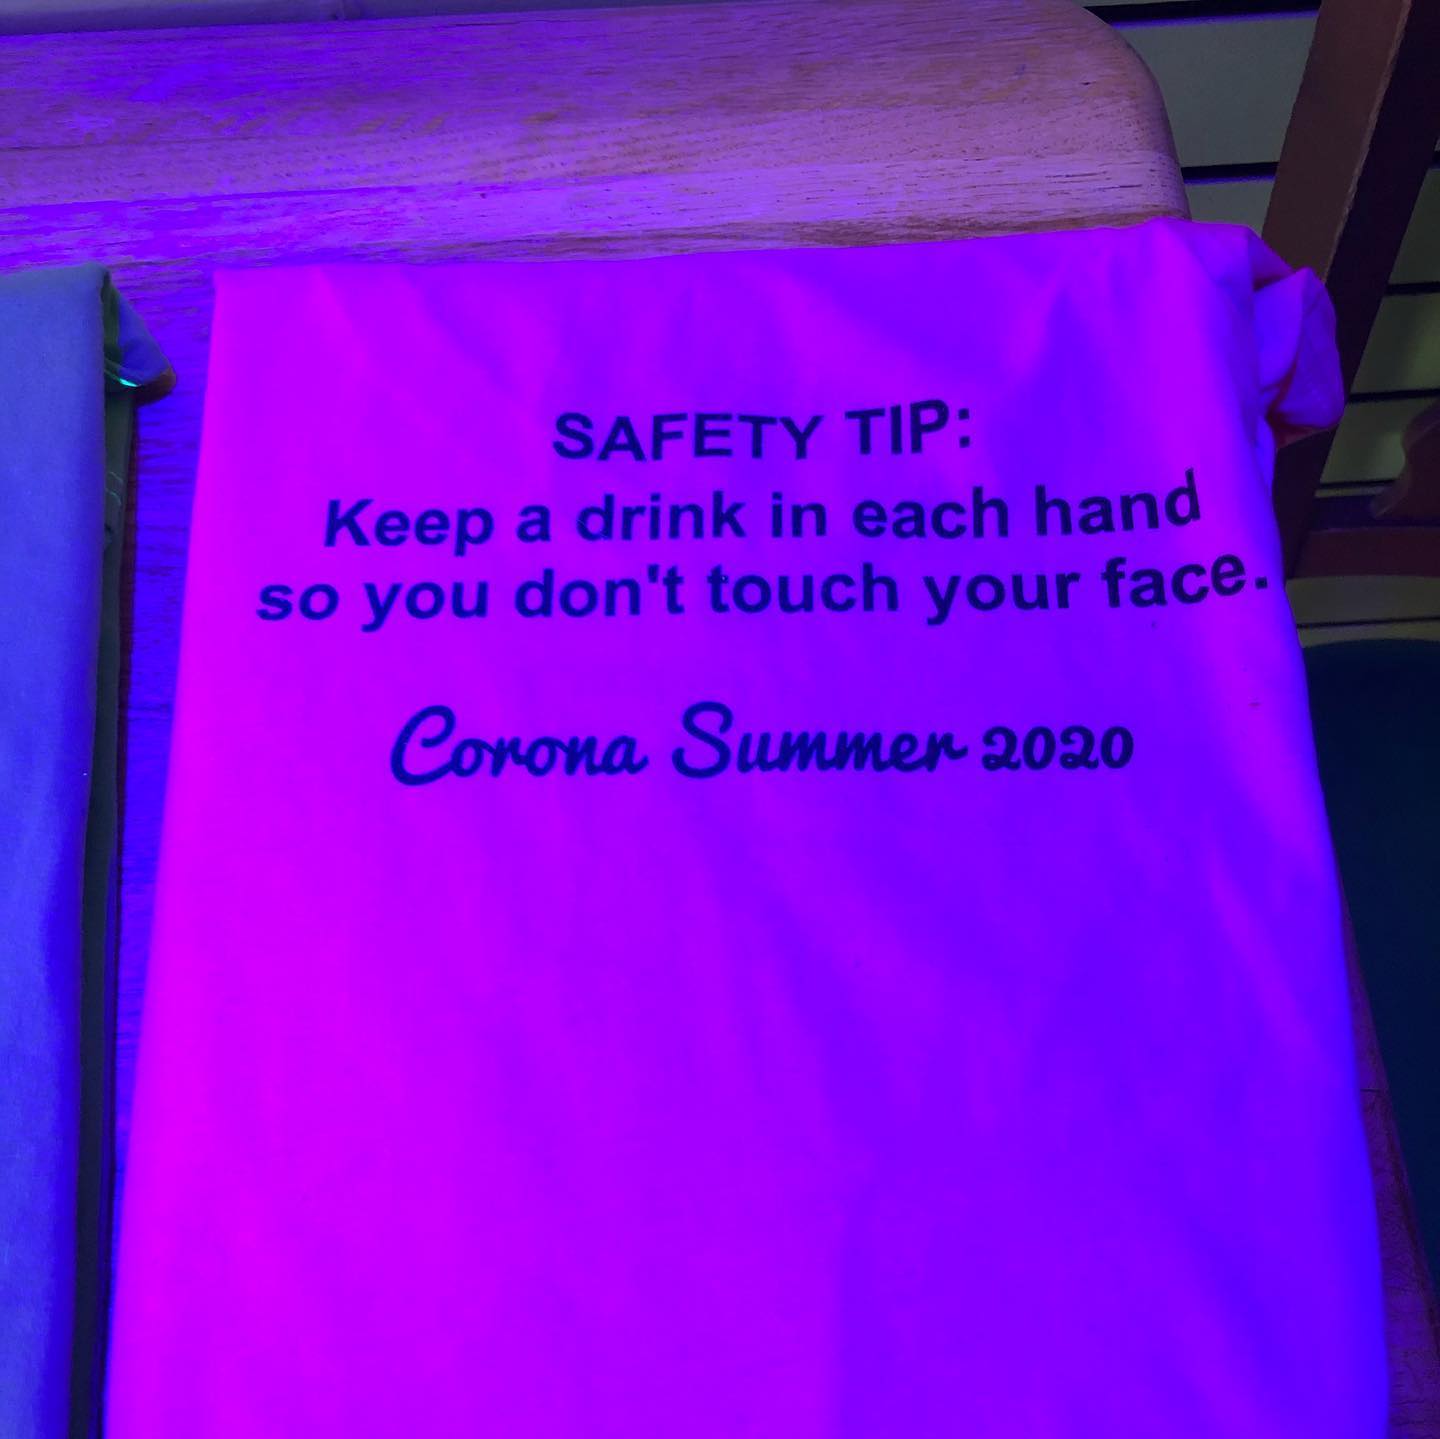 SAFETY TIP:
Keep a drink in each hand
so you don't touch your face.
Corona Summer 2020